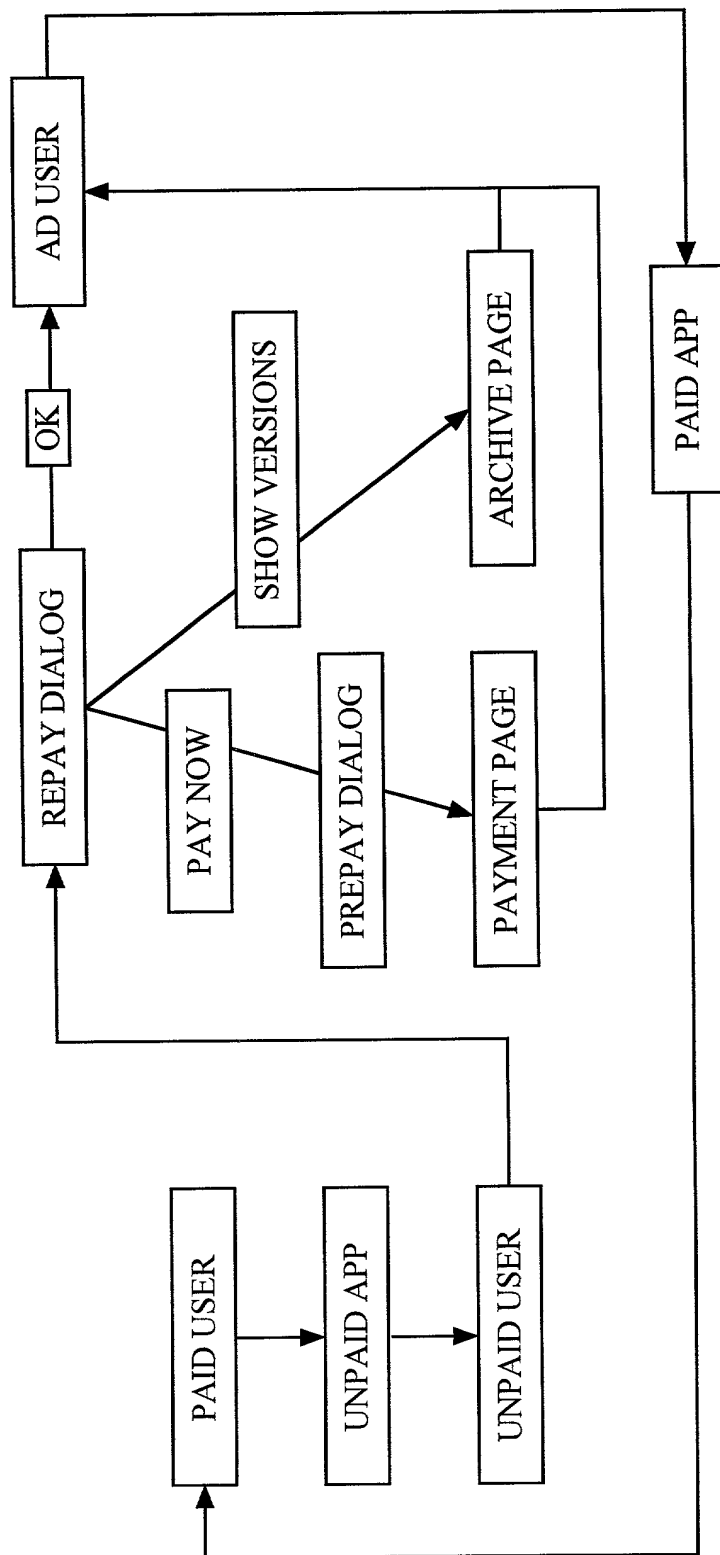 PAID USER
UNPAID APP
UNPAID USER
REPAY DIALOG
OK
AD USER
PAY NOW
SHOW VERSIONS
PREPAY DIALOG
PAYMENT PAGE
ARCHIVE PAGE
PAID APP